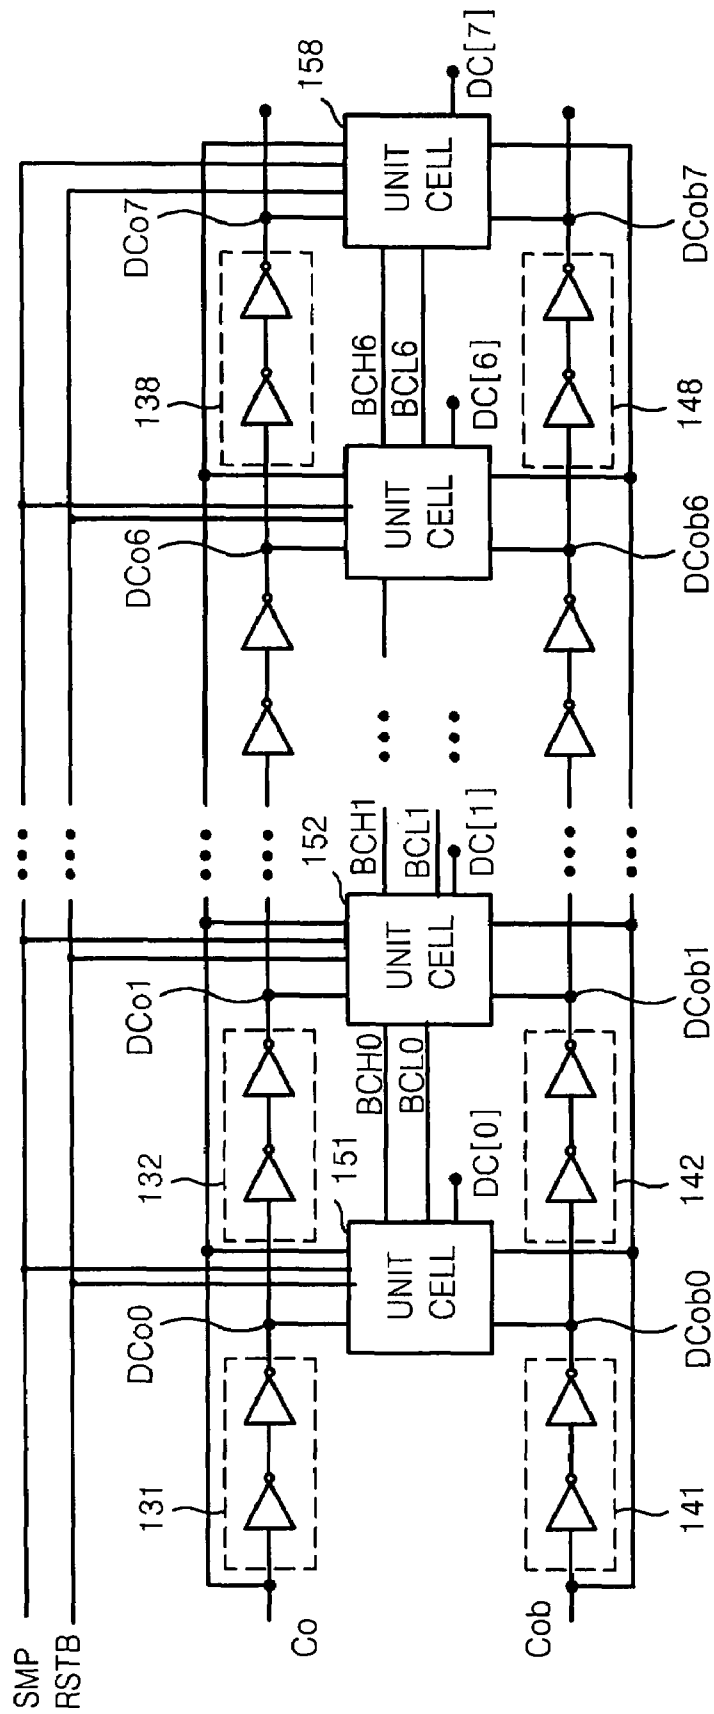 SMP
RSTB
DCo0
DCo1
DCo6
DCo7
131
132
138
158
151
152
Co
UNIT
CELL
BCH0
BCL0
UNIT
CELL
BCH1
BCL1
UNIT
CELL
BCH6
BCL6
UNIT
CELL
DC[0]
DC[1]
DC[6]
DC[7]
Cob
141
142
148
DCob0
DCob1
DCob6
DCob7